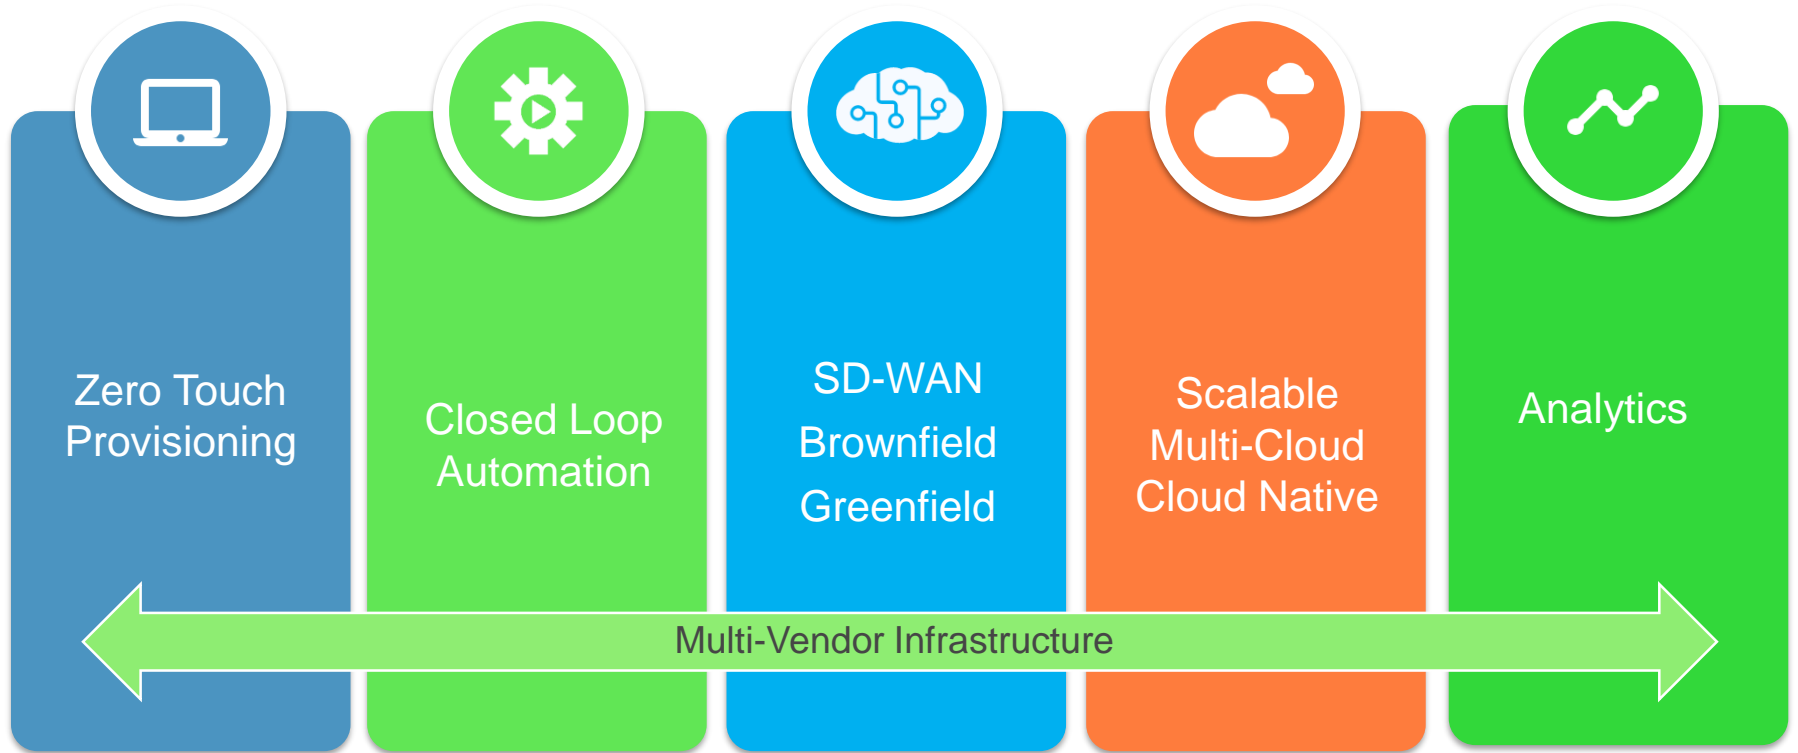 Zero Touch
Provisioning
Closed Loop
Automation
SD-WAN
Brownfield
Greenfield
Scalable
Multi-Cloud
Cloud Native
Analytics
Multi-Vendor Infrastructure